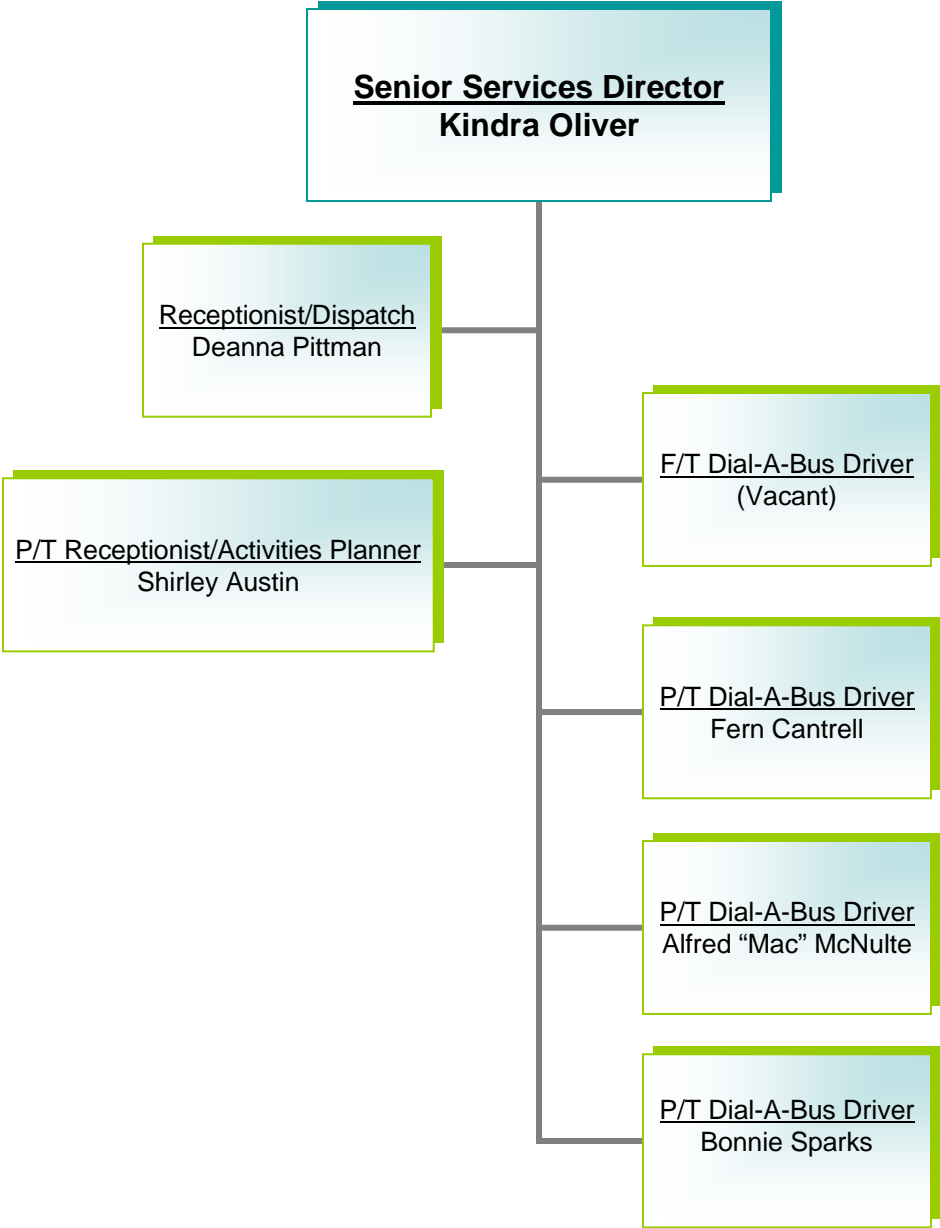 Senior Services Director
Kindra Oliver
Receptionist/Dispatch
Deanna Pittman
F/T Dial-A-Bus Driver
(Vacant)
P/T Receptionist/Activities Planner
Shirley Austin
P/T Dial-A-Bus Driver
Fern Cantrell
P/T Dial-A-Bus Driver
Alfred “Mac” McNulte
P/T Dial-A-Bus Driver
Bonnie Sparks